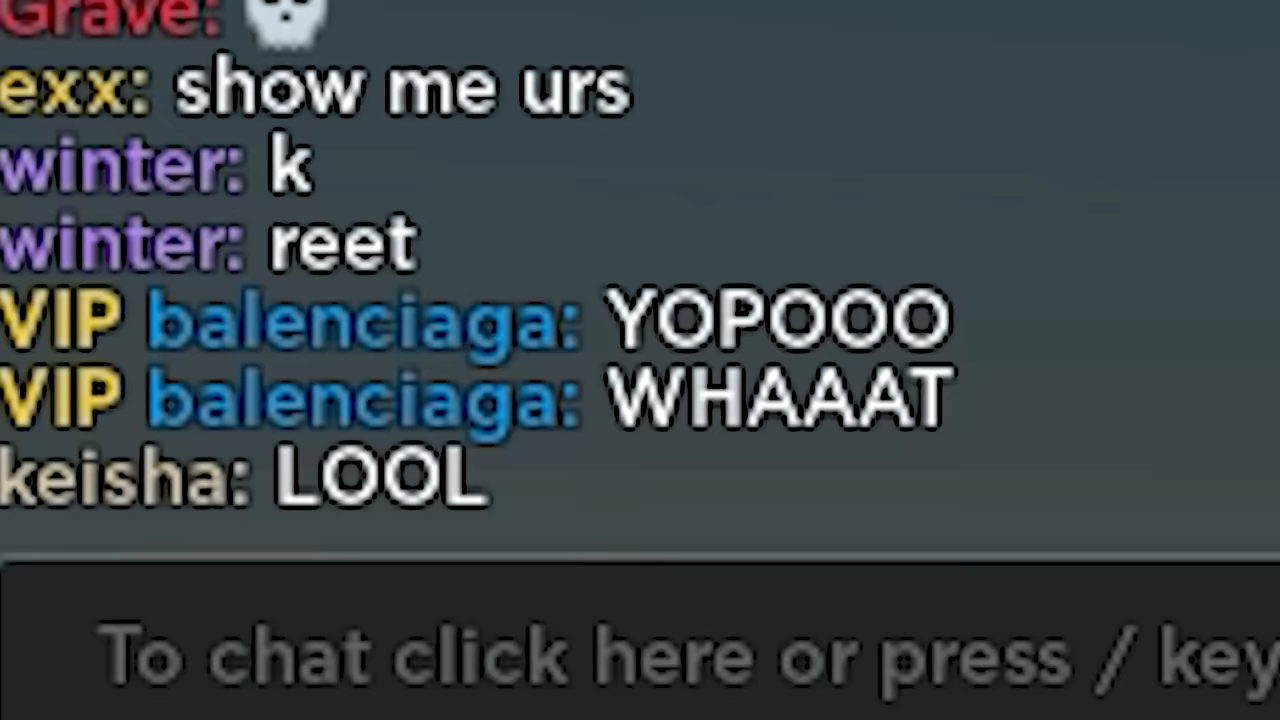 Grave: 💀
exx: show me urs
winter: k
winter: reet
VIP balenciaga: YOPOOO
VIP balenciaga: WHAAAT
keisha: LOOL
To chat click here or press / key